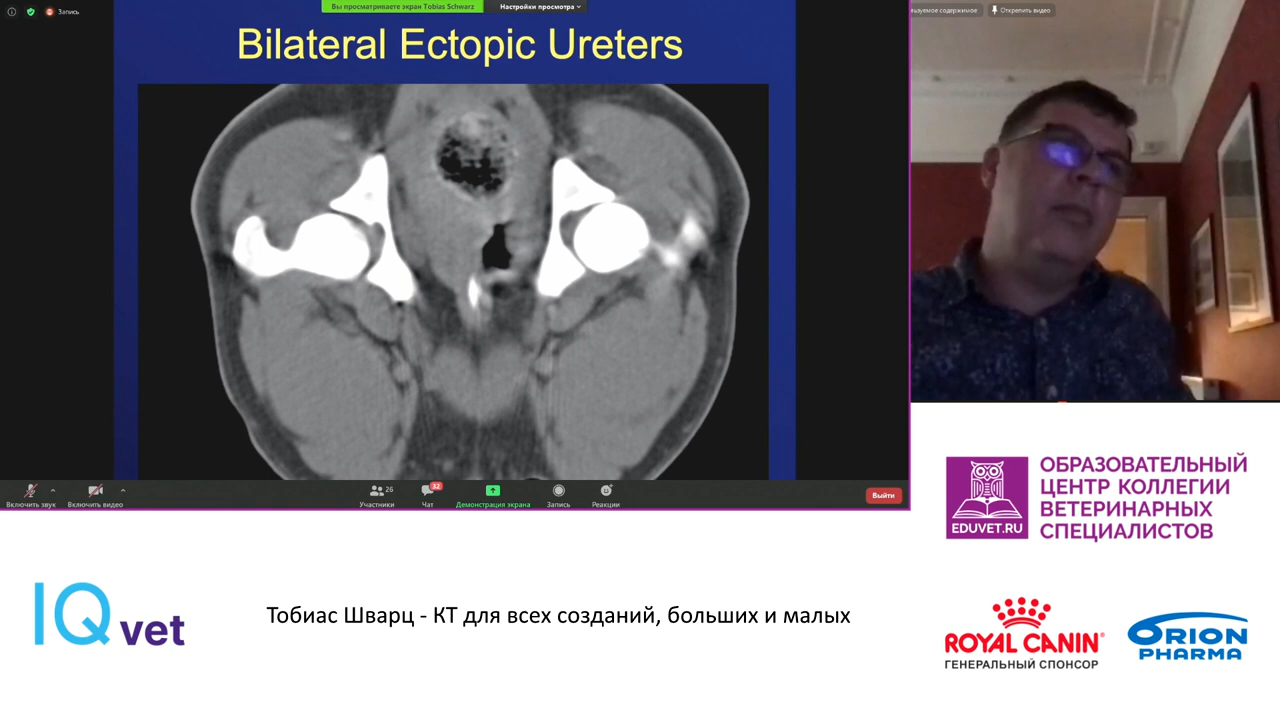 Запись
Вы просматриваете экран Tobias Schwarz
Настройки просмотра
содержимое
Открепить видео
Bilateral Ectopic Ureters
Включить звук
Включить видео
26
Участники
32
Чат
Демонстрация экрана
Запись
Реакции
Выйти
EDUVET.RU
ОБРАЗОВАТЕЛЬНЫЙ
ЦЕНТР КОЛЛЕГИИ
ВЕТЕРИНАРНЫХ
СПЕЦИАЛИСТОВ
IQ vet
Тобиас Шварц - КТ для всех созданий, больших и малых
ROYAL CANIN
ГЕНЕРАЛЬНЫЙ СПОНСОР
ORION
PHARMA